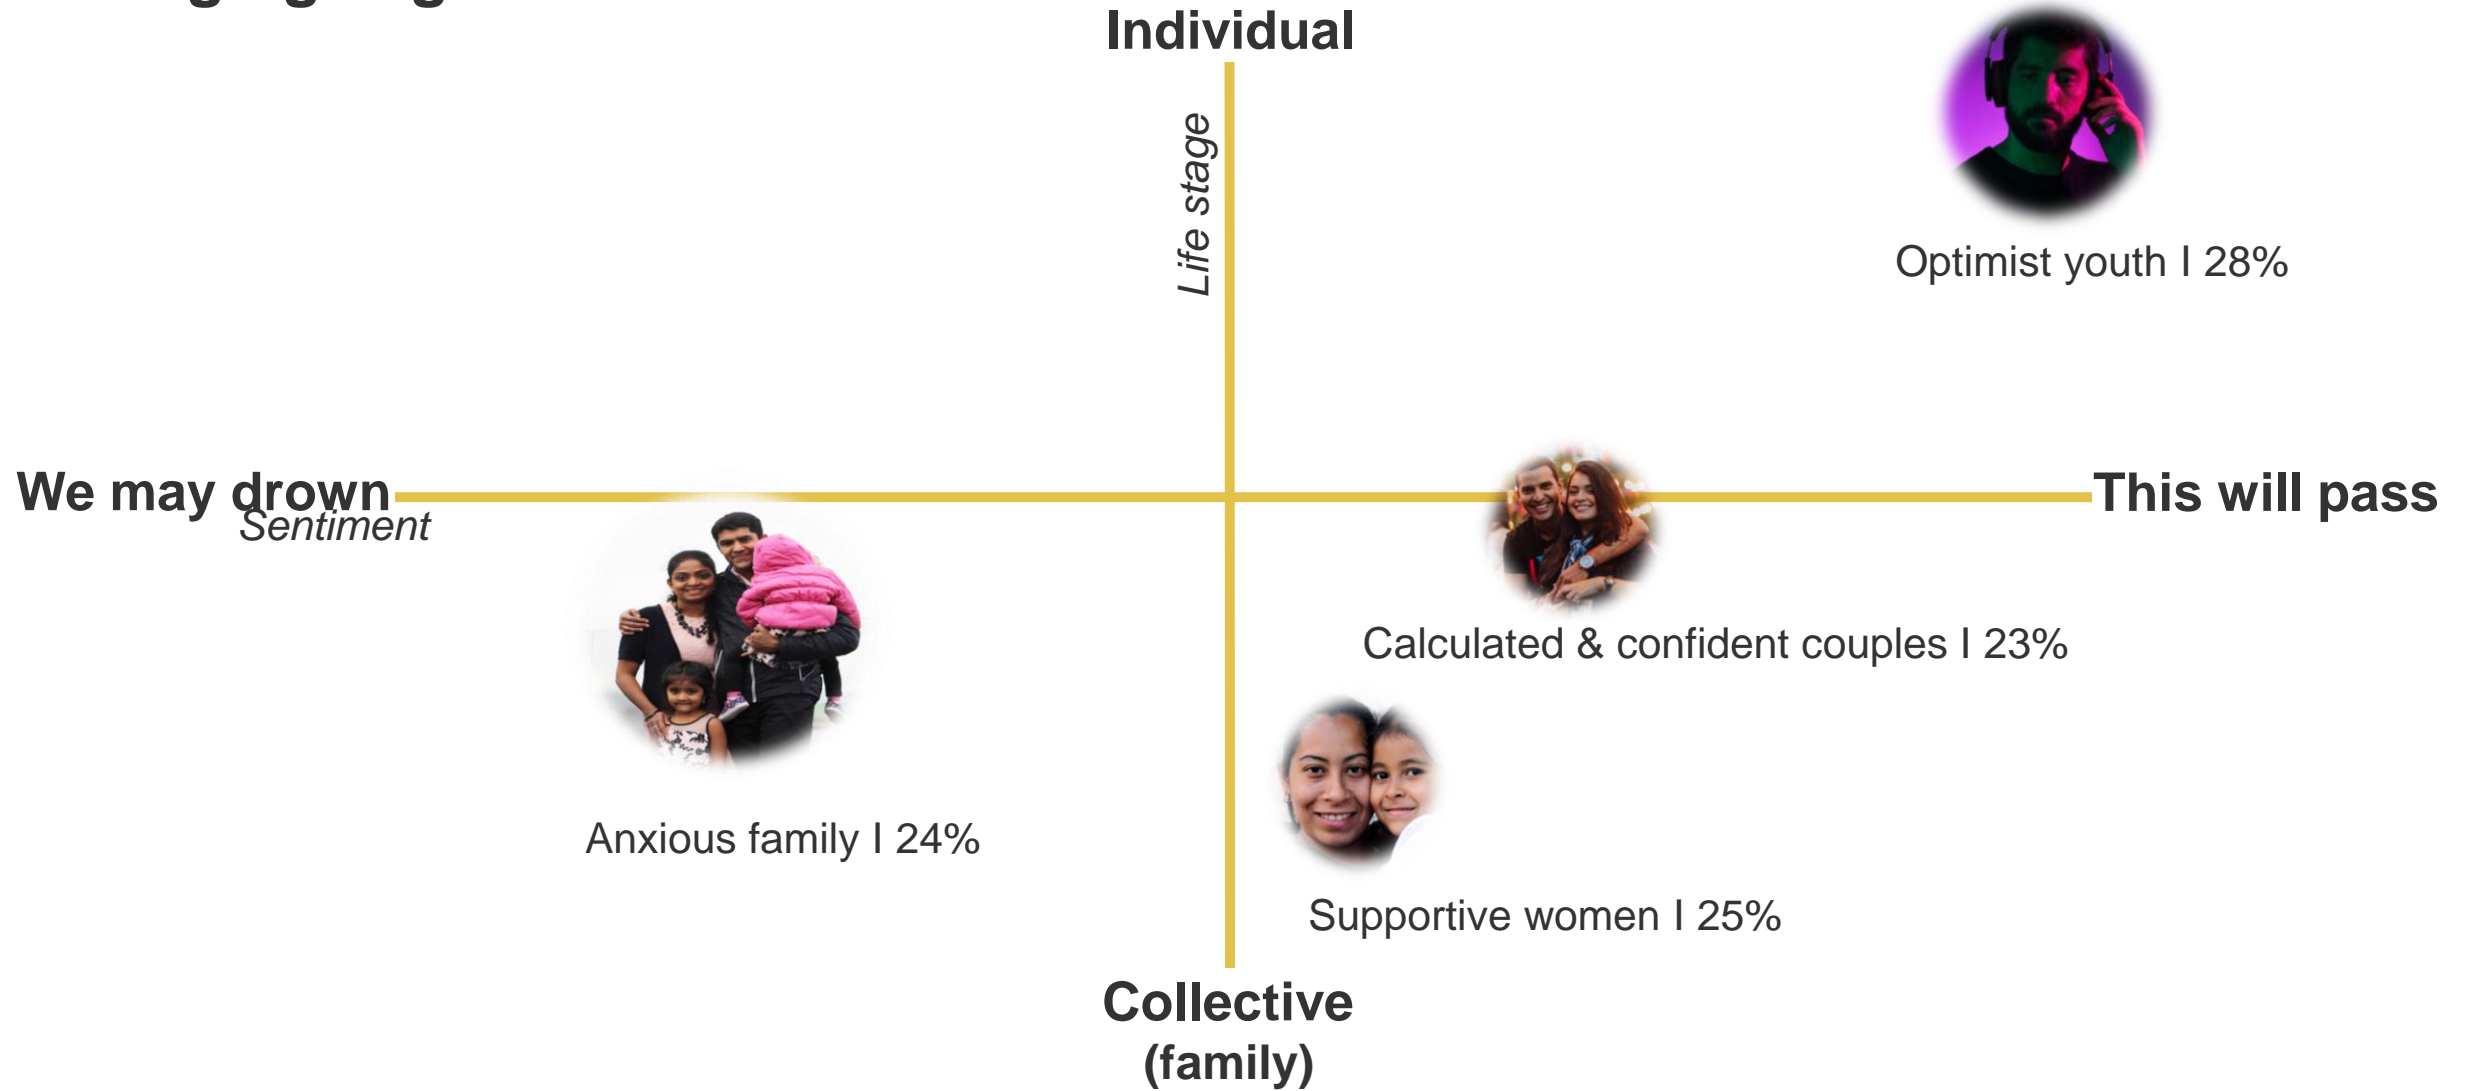 Individual
Life stage
Optimist youth I 28%
We may drown
This will pass
Sentiment
Calculated & confident couples I 23%
Anxious family I 24%
Supportive women I 25%
Collective
(family)